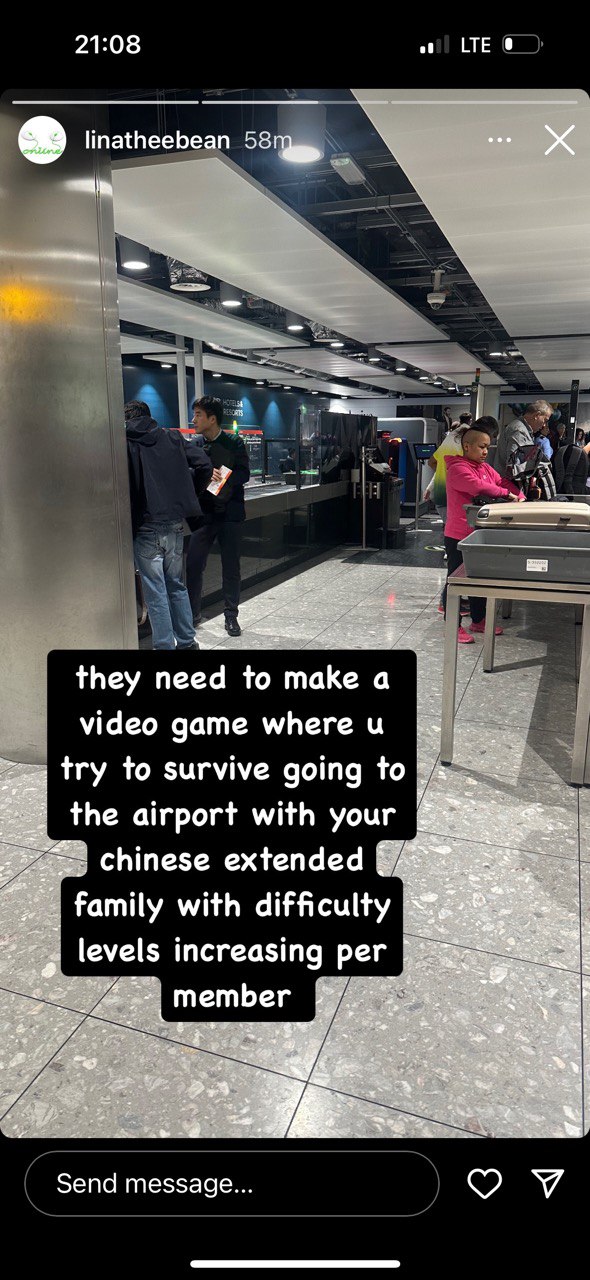 21:08
LTE
online
linatheebean 58m
HOTELS &
RESORTS
they need to make a
video game where u
try to survive going to
the airport with your
chinese extended
family with difficulty
levels increasing per
member
Send message...